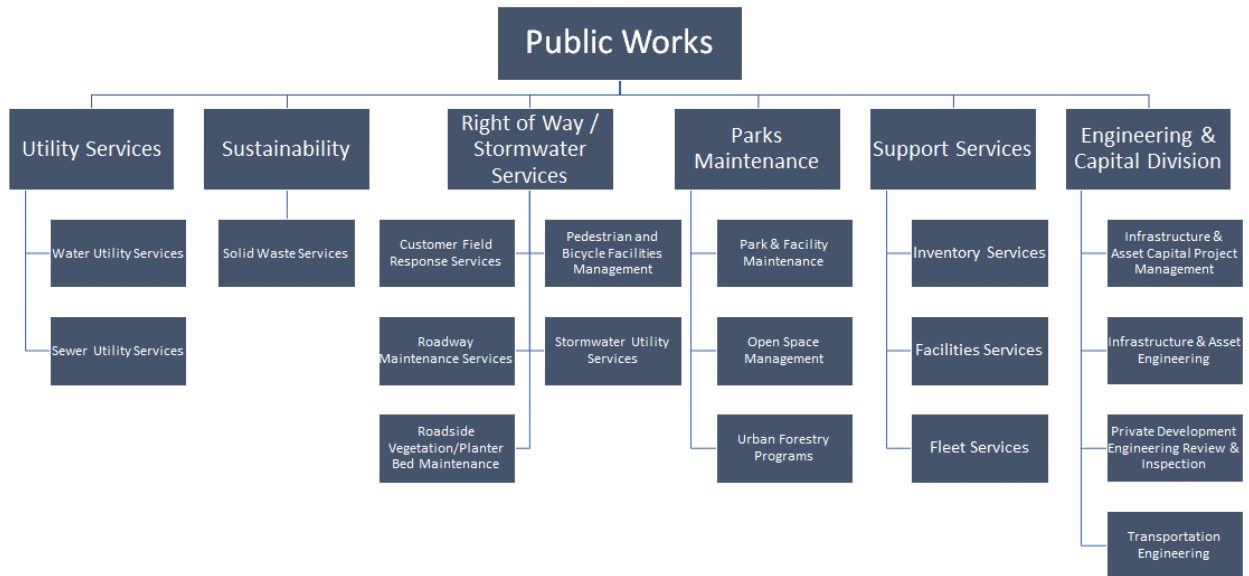 Public Works
Utility Services
Sustainability
Right of Way /
Stormwater
Services
Parks
Maintenance
Support Services
Engineering &
Capital Division
Water Utility Services
Sewer Utility Services
Solid Waste Services
Customer Field
Response Services
Pedestrian and
Bicycle Facilities
Management
Roadway
Maintenance Services
Stormwater Utility
Services
Roadside
Vegetation/Planter
Bed Maintenance
Park & Facility
Maintenance
Open Space
Management
Urban Forestry
Programs
Inventory Services
Facilities Services
Fleet Services
Infrastructure &
Asset Capital Project
Management
Infrastructure & Asset
Engineering
Private Development
Engineering Review &
Inspection
Transportation
Engineering